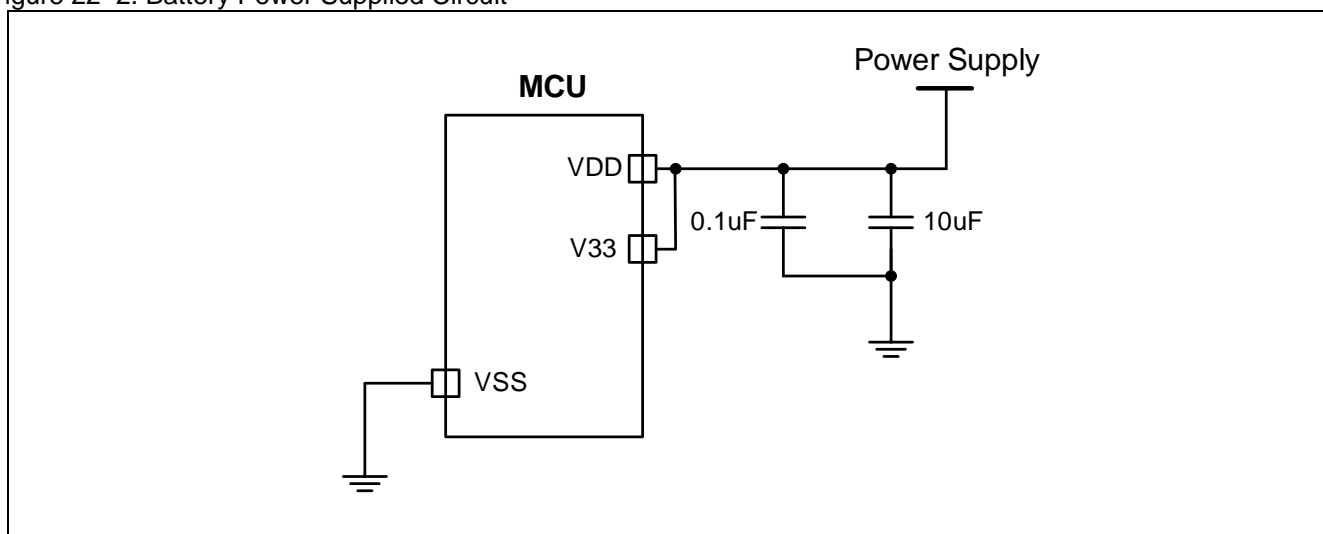 igure 22-2. Battery Power Supplied Circuit
Power Supply
MCU
VDD
0.1uF
10uF
V33
VSS